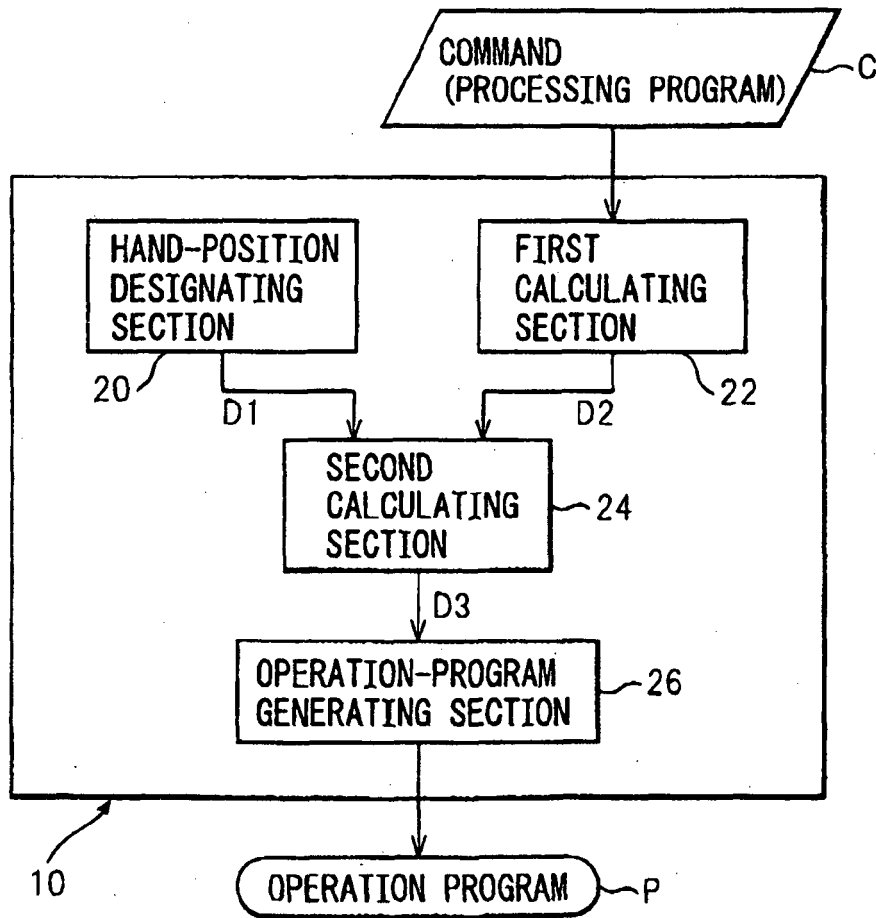 COMMAND
(PROCESSING PROGRAM)
C
HAND-POSITION
DESIGNATING
SECTION
20
FIRST
CALCULATING
SECTION
22
D1
D2
SECOND
CALCULATING
SECTION
24
D3
OPERATION-PROGRAM
GENERATING SECTION
26
10
OPERATION PROGRAM
P